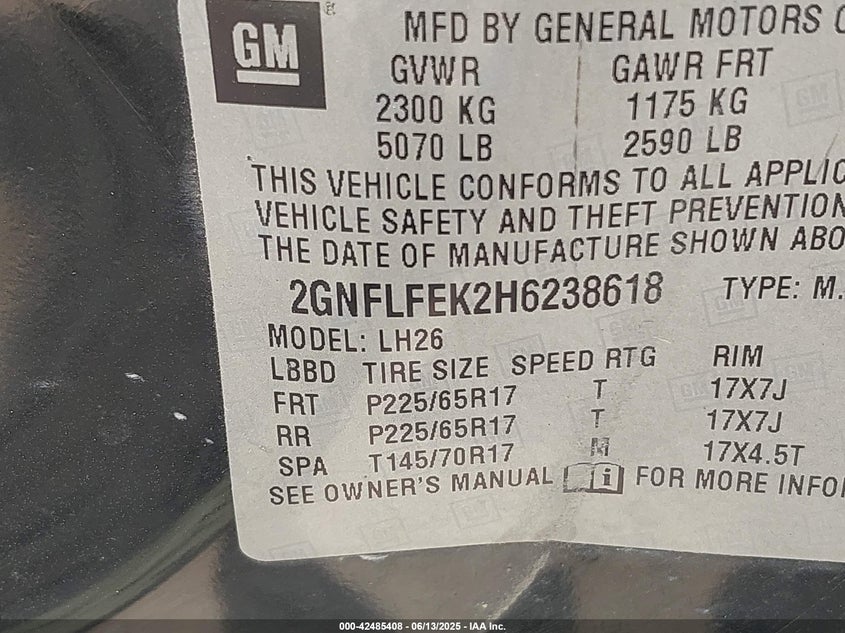 GM
MFD BY GENERAL MOTORS
GVWR GAWR FRT
2300 KG 1175 KG
5070 LB 2590 LB
THIS VEHICLE CONFORMS TO ALL APPLIC
VEHICLE SAFETY AND THEFT PREVENTION
THE DATE OF MANUFACTURE SHOWN ABO
2GNFLFEK2H6238618 TYPE: M.
MODEL: LH26
LBBD TIRE SIZE SPEED RTG RIM
FRT P225/65R17 T 17X7J
RR P225/65R17 T 17X7J
SPA T145/70R17 M 17X4.5T
SEE OWNER'S MANUAL i FOR MORE INFO
000-42485408 - 06/13/2025 - IAA Inc.